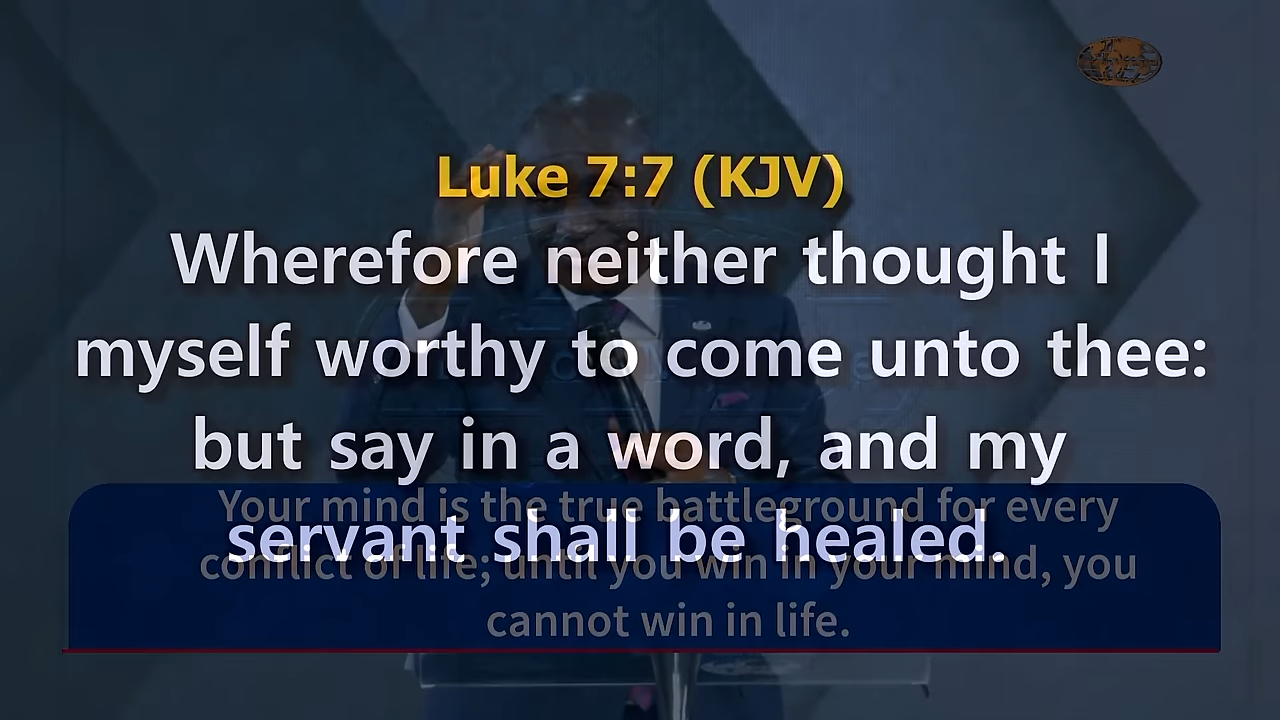 Luke 7:7 (KJV)
Wherefore neither thought I
myself worthy to come unto thee:
but say in a word, and my
servant shall be healed.
Your mind is the true battleground for every
conflict of life; until you win in your mind, you
cannot win in life.